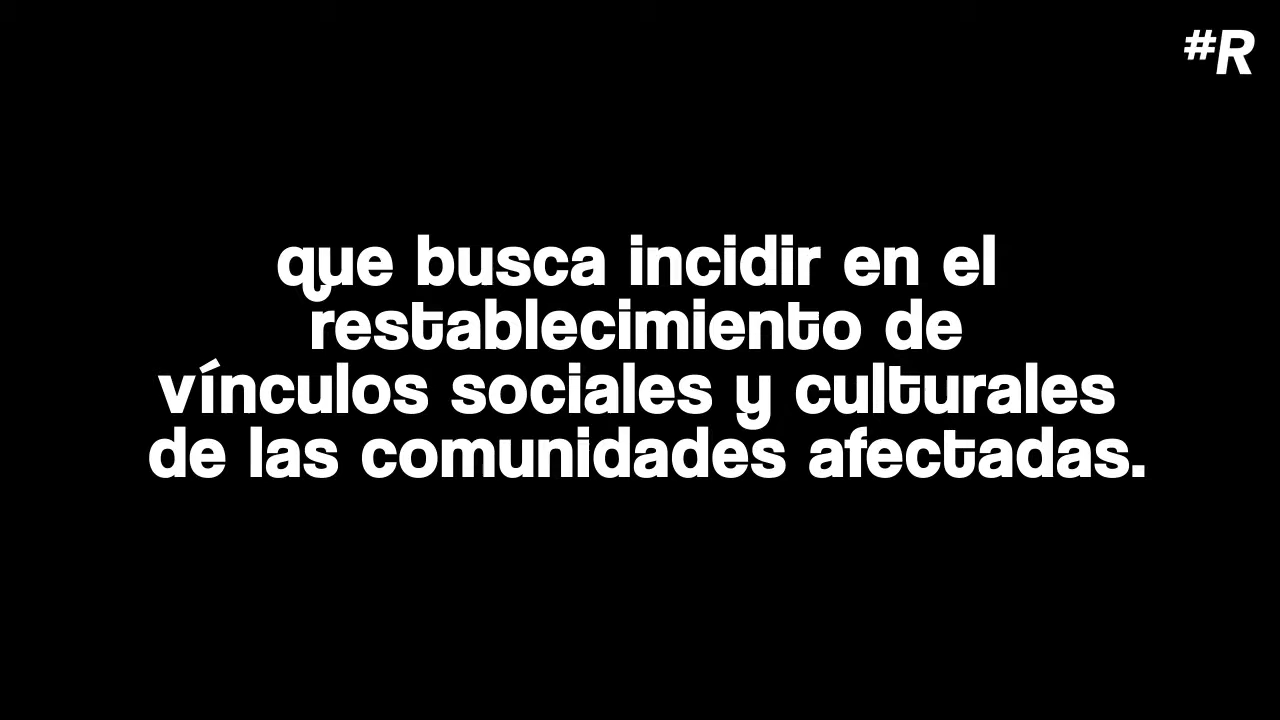 #R
que busca incidir en el
restablecimiento de
vínculos sociales y culturales
de las comunidades afectadas.